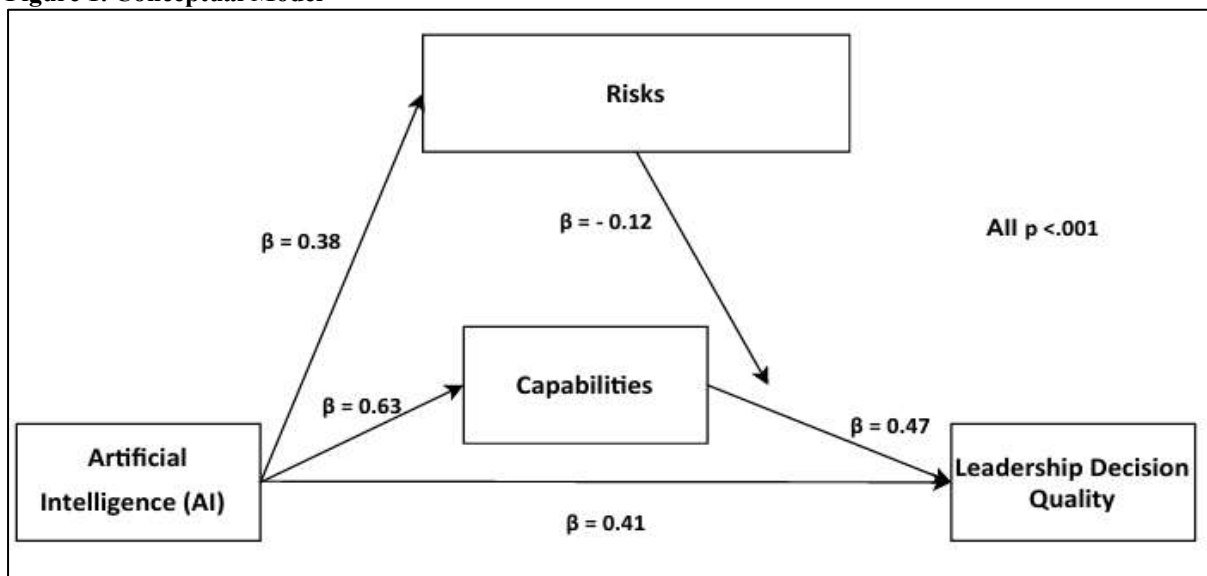 Figure 1: Conceptual Model
Risks
β = 0.38
β = - 0.12
All p <.001
Capabilities
β = 0.63
β = 0.47
Artificial
Intelligence (AI)
Leadership Decision
Quality
β = 0.41